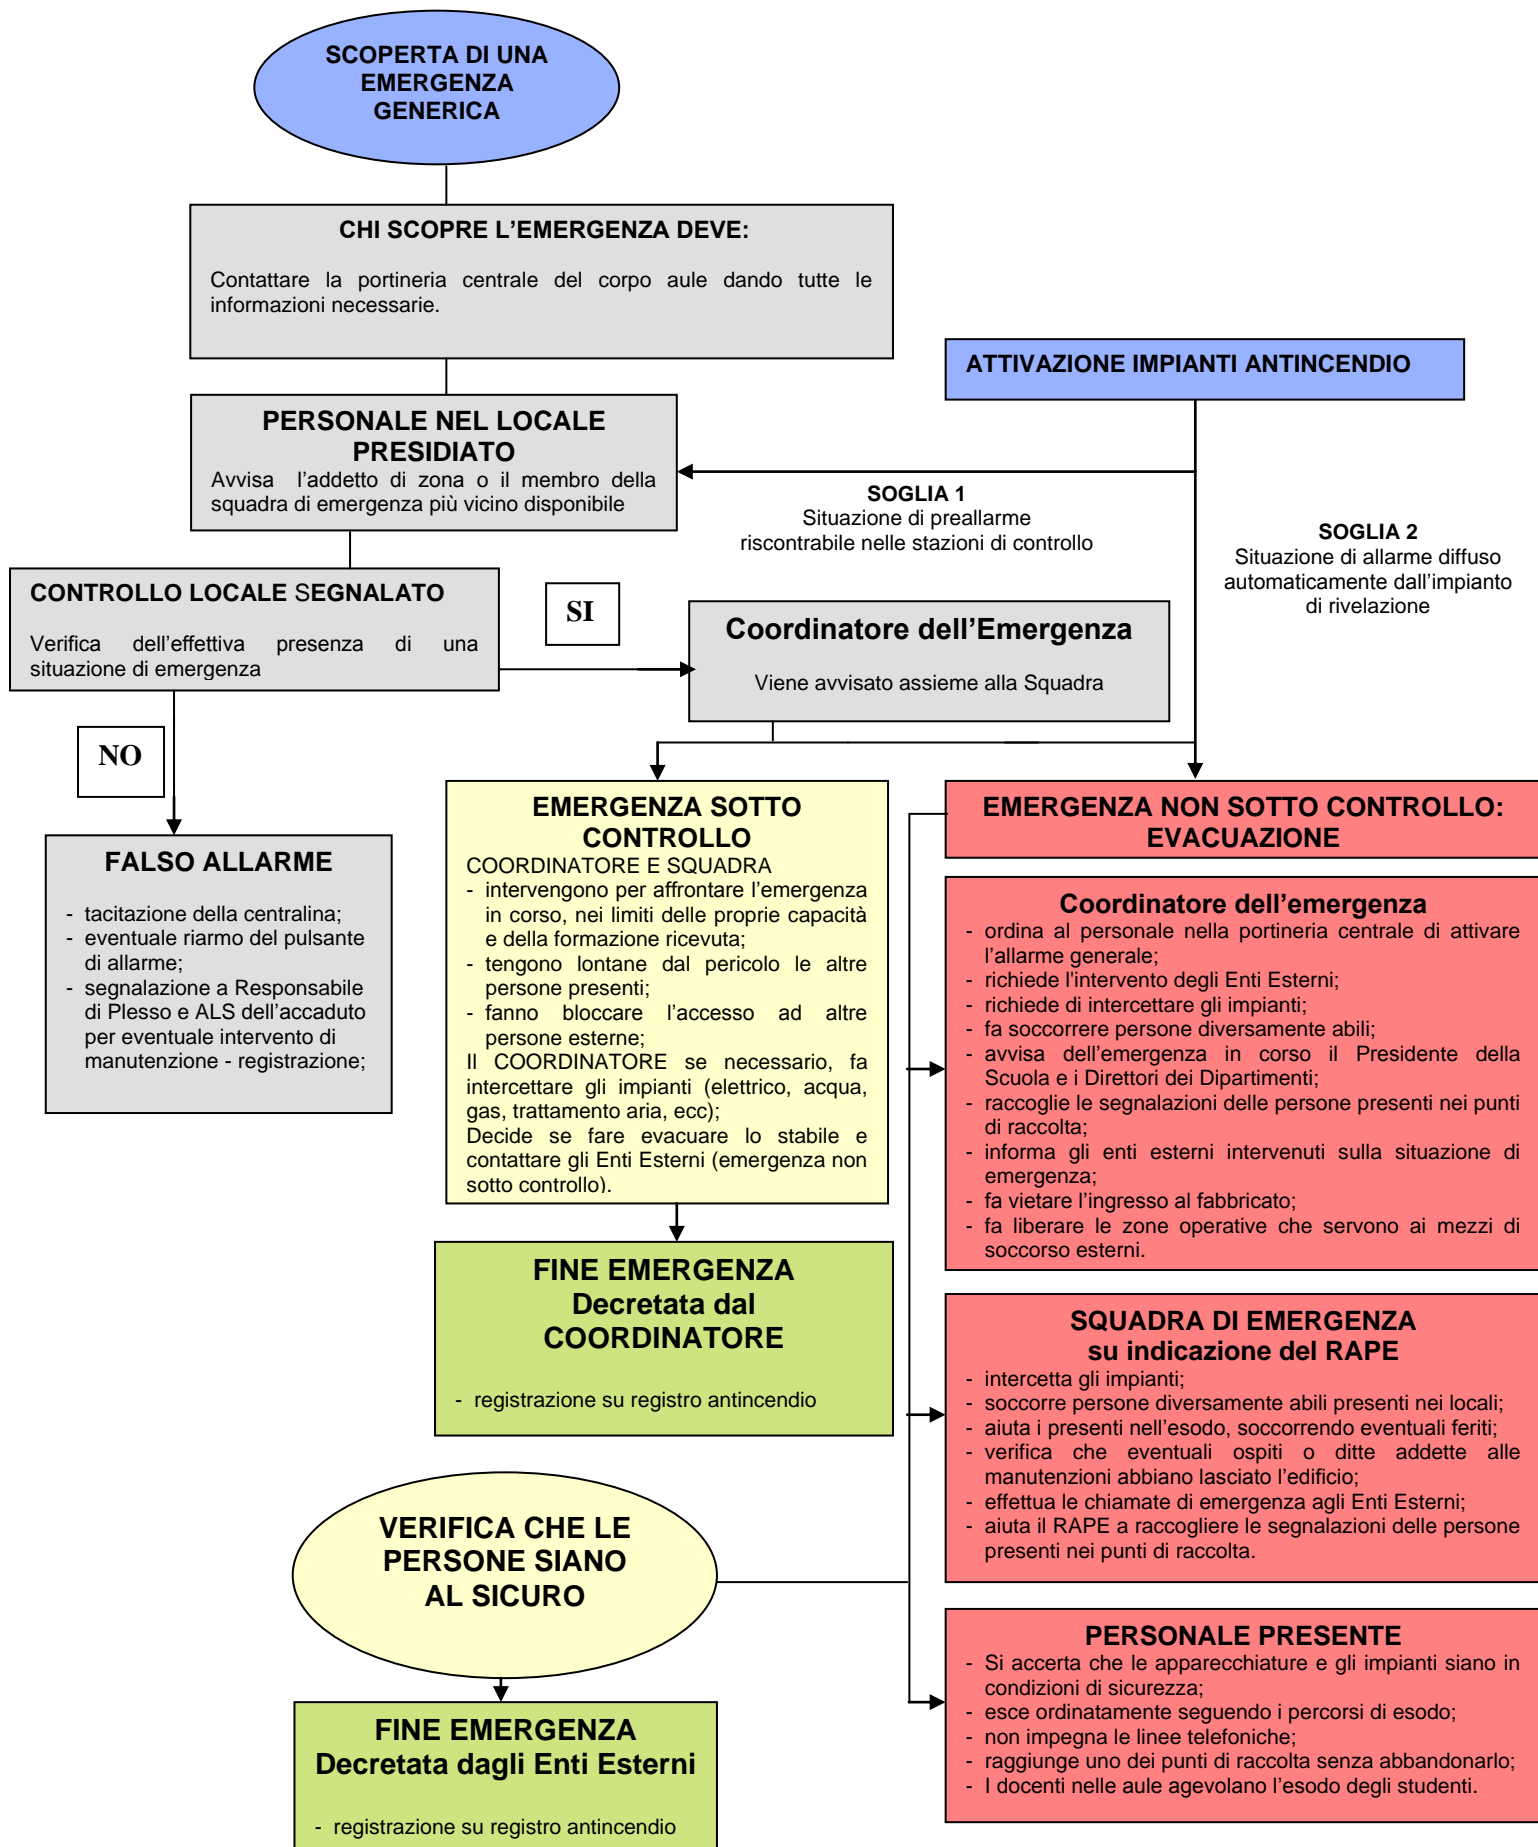 SCOPERTA DI UNA
EMERGENZA
GENERICA
CHI SCOPRE L’EMERGENZA DEVE:
Contattare la portineria centrale del corpo aule dando tutte le
informazioni necessarie.
ATTIVAZIONE IMPIANTI ANTINCENDIO
PERSONALE NEL LOCALE
PRESIDIATO
Avvisa l’addetto di zona o il membro della
squadra di emergenza più vicino disponibile
SOGLIA 1
Situazione di preallarme
riscontrabile nelle stazioni di controllo
SOGLIA 2
Situazione di allarme diffuso
automaticamente dall’impianto
di rivelazione
CONTROLLO LOCALE SEGNALATO
Verifica dell’effettiva presenza di una
situazione di emergenza
SI
Coordinatore dell’Emergenza
Viene avvisato assieme alla Squadra
NO
FALSO ALLARME
- tacitazione della centralina;
- eventuale riarmo del pulsante
di allarme;
- segnalazione a Responsabile
di Plesso e ALS dell’accaduto
per eventuale intervento di
manutenzione - registrazione;
EMERGENZA SOTTO
CONTROLLO
COORDINATORE E SQUADRA
- intervengono per affrontare l’emergenza
in corso, nei limiti delle proprie capacità
e della formazione ricevuta;
- tengono lontane dal pericolo le altre
persone presenti;
- fanno bloccare l’accesso ad altre
persone esterne;
Il COORDINATORE se necessario, fa
intercettare gli impianti (elettrico, acqua,
gas, trattamento aria, ecc);
Decide se fare evacuare lo stabile e
contattare gli Enti Esterni (emergenza non
sotto controllo).
EMERGENZA NON SOTTO CONTROLLO:
EVACUAZIONE
Coordinatore dell’emergenza
- ordina al personale nella portineria centrale di attivare
l’allarme generale;
- richiede l'intervento degli Enti Esterni;
- richiede di intercettare gli impianti;
- fa soccorrere persone diversamente abili;
- avvisa dell’emergenza in corso il Presidente della
Scuola e i Direttori dei Dipartimenti;
- raccoglie le segnalazioni delle persone presenti nei punti
di raccolta;
- informa gli enti esterni intervenuti sulla situazione di
emergenza;
- fa vietare l’ingresso al fabbricato;
- fa liberare le zone operative che servono ai mezzi di
soccorso esterni.
FINE EMERGENZA
Decretata dal
COORDINATORE
- registrazione su registro antincendio
SQUADRA DI EMERGENZA
su indicazione del RAPE
- intercetta gli impianti;
- soccorre persone diversamente abili presenti nei locali;
- aiuta i presenti nell’esodo, soccorrendo eventuali feriti;
- verifica che eventuali ospiti o ditte addette alle
manutenzioni abbiano lasciato l’edificio;
- effettua le chiamate di emergenza agli Enti Esterni;
- aiuta il RAPE a raccogliere le segnalazioni delle persone
presenti nei punti di raccolta.
VERIFICA CHE LE
PERSONE SIANO
AL SICURO
PERSONALE PRESENTE
- Si accerta che le apparecchiature e gli impianti siano in
condizioni di sicurezza;
- esce ordinatamente seguendo i percorsi di esodo;
- non impegna le linee telefoniche;
- raggiunge uno dei punti di raccolta senza abbandonarlo;
- I docenti nelle aule agevolano l’esodo degli studenti.
FINE EMERGENZA
Decretata dagli Enti Esterni
- registrazione su registro antincendio